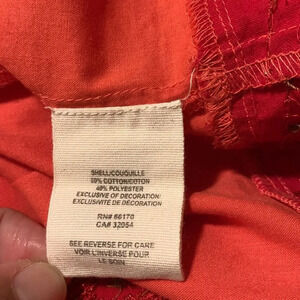 SHELL/COUQUILLE
60% COTTON/COTON
40% POLYESTER
EXCLUSIVE OF DECORATION/
EXCLUSIVITÉ DE DÉCORATION
RN# 66170
CA# 32054
SEE REVERSE FOR CARE
VOIR L'INVERSE POUR
LE SOIN